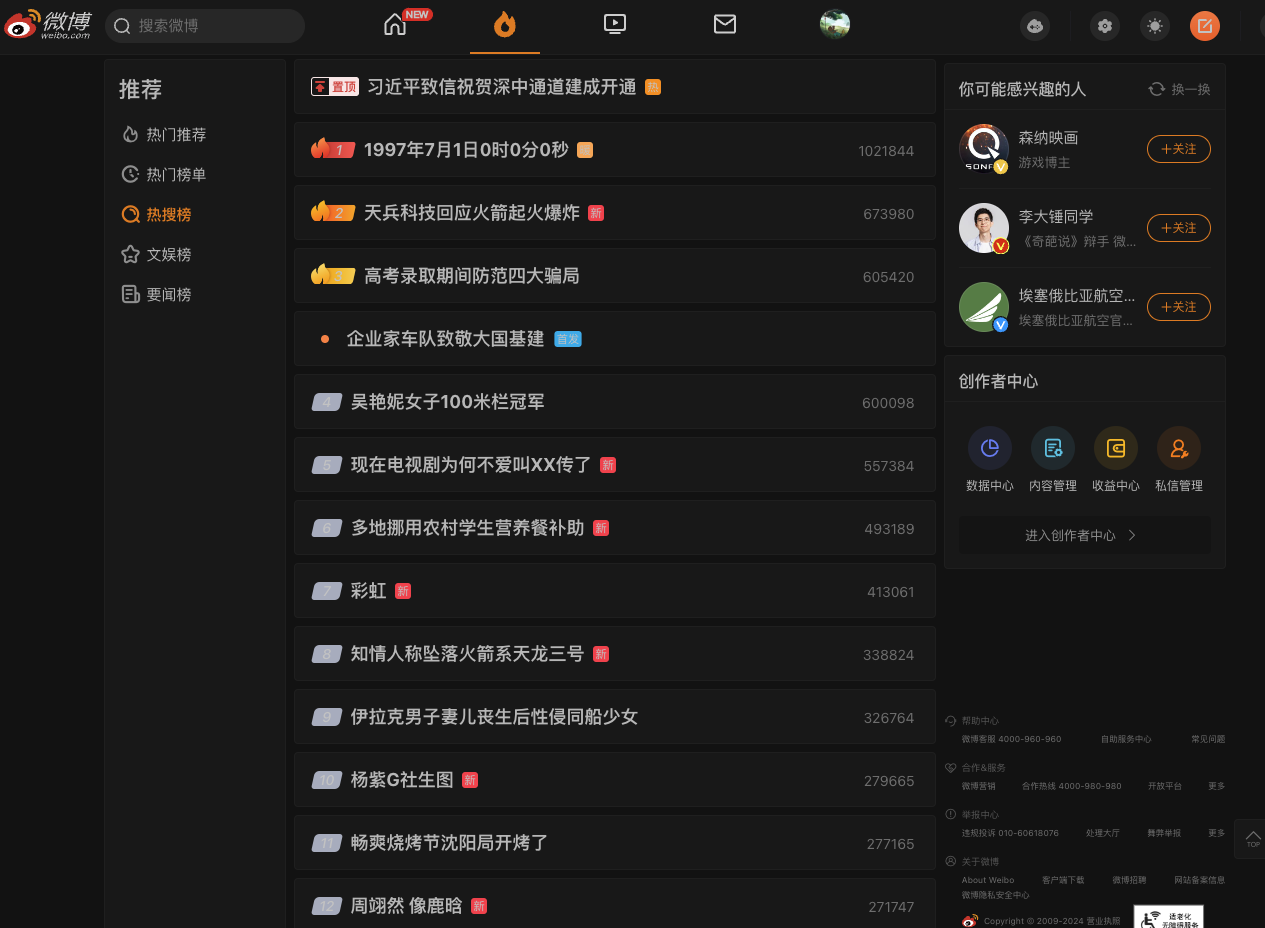 微博
weibo.com
搜索微博
NEW
推荐
热门推荐
热门榜单
热搜榜
文娱榜
要闻榜
置顶 习近平致信祝贺深中通道建成开通 热
1 1997年7月1日0时0分0秒 1021844
2 天兵科技回应火箭起火爆炸 新 673980
3 高考录取期间防范四大骗局 605420
企业家车队致敬大国基建 首发
4 吴艳妮女子100米栏冠军 600098
5 现在电视剧为何不爱叫XX传了 新 557384
6 多地挪用农村学生营养餐补助 新 493189
7 彩虹 新 413061
8 知情人称坠落火箭系天龙三号 新 338824
9 伊拉克男子妻儿丧生后性侵同船少女 326764
10 杨紫G社生图 新 279665
11 畅爽烧烤节沈阳局开烤了 277165
12 周翊然 像鹿晗 新 271747
你可能感兴趣的人 换一换
森纳映画
游戏博主
+关注
李大锤同学
《奇葩说》辩手 微...
+关注
埃塞俄比亚航空...
埃塞俄比亚航空官...
+关注
创作者中心
数据中心 内容管理 收益中心 私信管理
进入创作者中心
帮助中心
微博客服 4000-960-960 自助服务中心 常见问题
合作&服务
微博营销 合作热线 4000-980-980 开放平台 更多
举报中心
违规投诉 010-60618076 处理大厅 舞弊举报 更多
关于微博
About Weibo 客户端下载 微博招聘 网站备案信息
微博隐私安全中心
Copyright © 2009-2024 营业执照
适老化
无障碍服务
TOP